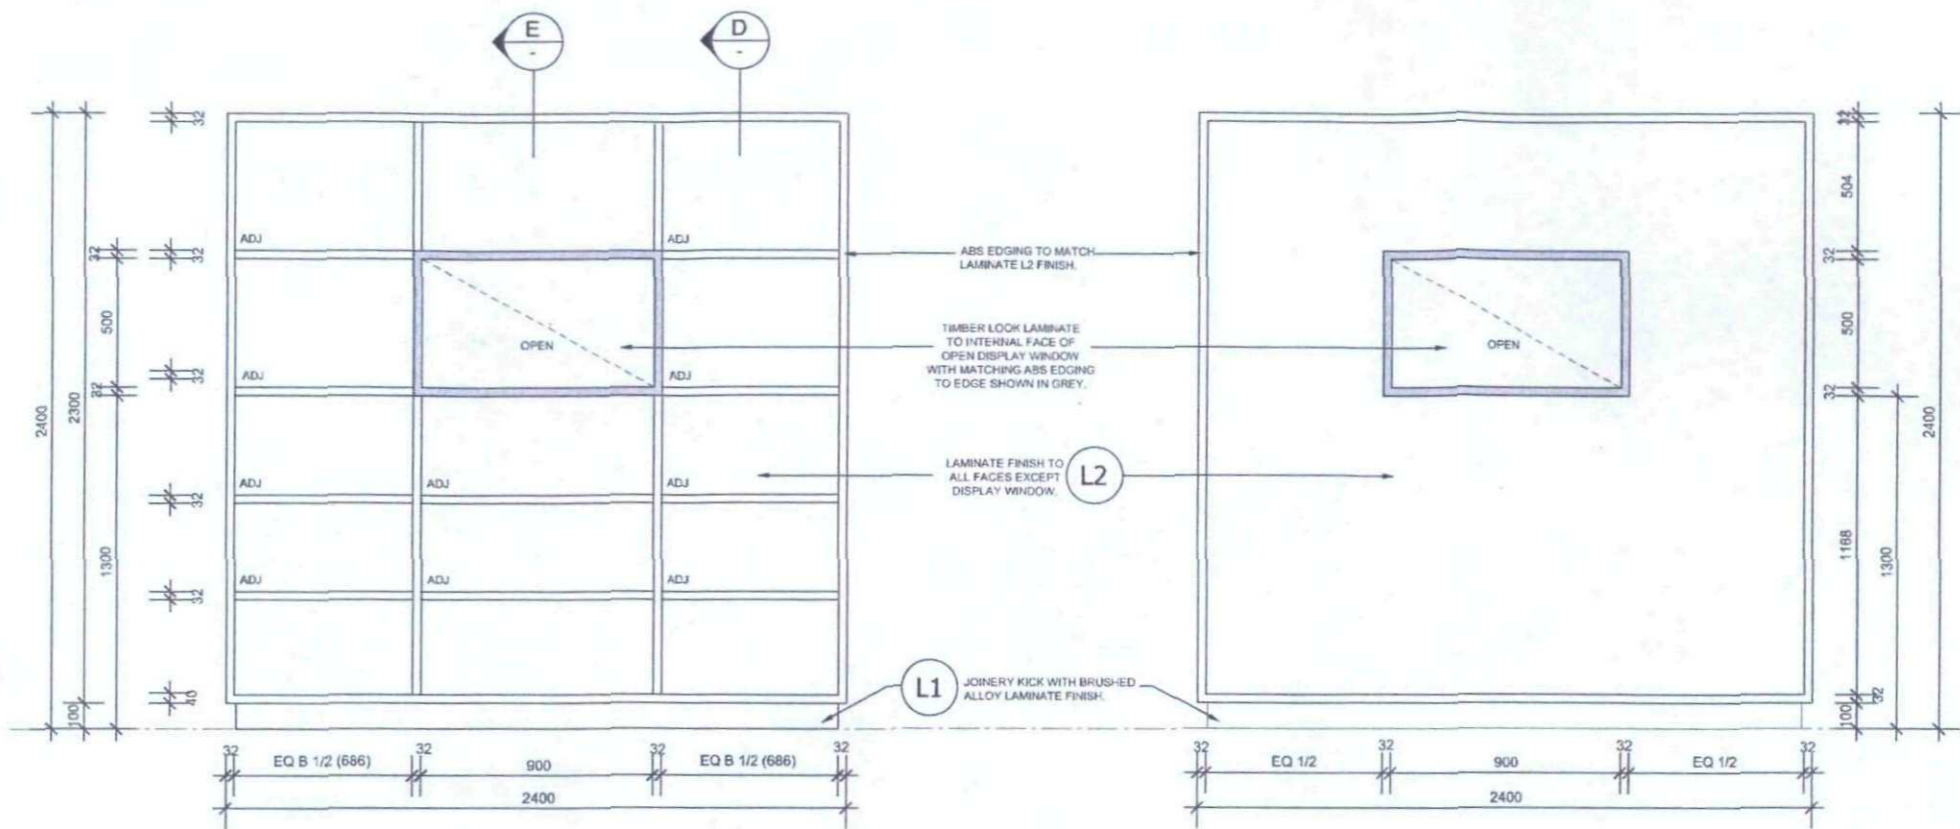 E
-
D
-
32
32
32
32
32
40
32
500
32
1300
2300
100
2400
ADJ
ADJ
ADJ
ADJ
ADJ
ADJ
ADJ
ADJ
ADJ
ADJ
OPEN
32
EQ B 1/2 (686)
32
900
32
EQ B 1/2 (686)
32
2400
ABS EDGING TO MATCH
LAMINATE L2 FINISH.
TIMBER LOOK LAMINATE
TO INTERNAL FACE OF
OPEN DISPLAY WINDOW
WITH MATCHING ABS EDGING
TO EDGE SHOWN IN GREY.
LAMINATE FINISH TO
ALL FACES EXCEPT
DISPLAY WINDOW.
L2
L1
JOINERY KICK WITH BRUSHED
ALLOY LAMINATE FINISH.
OPEN
32
504
32
500
32
1168
32
100
1300
2400
32
EQ 1/2
32
900
32
EQ 1/2
32
2400